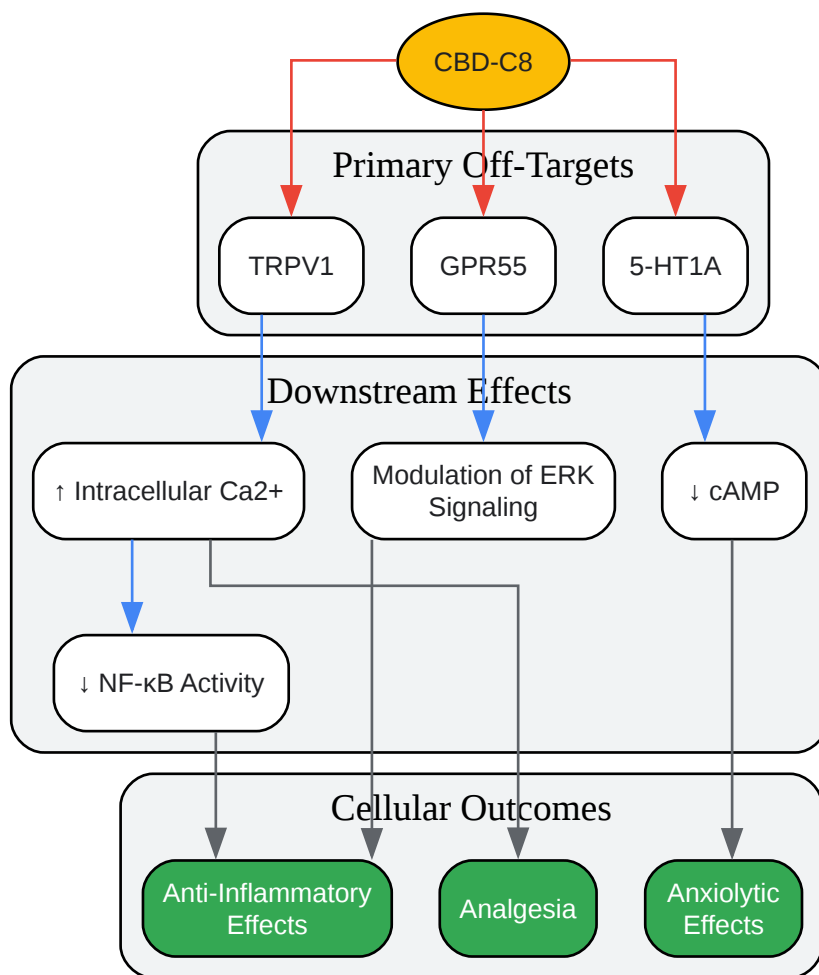 CBD-C8
Primary Off-Targets
TRPV1
GPR55
5-HT1A
Downstream Effects
↑ Intracellular Ca2+
Modulation of ERK
Signaling
↓ cAMP
↓ NF-κB Activity
Cellular Outcomes
Anti-Inflammatory
Effects
Analgesia
Anxiolytic
Effects